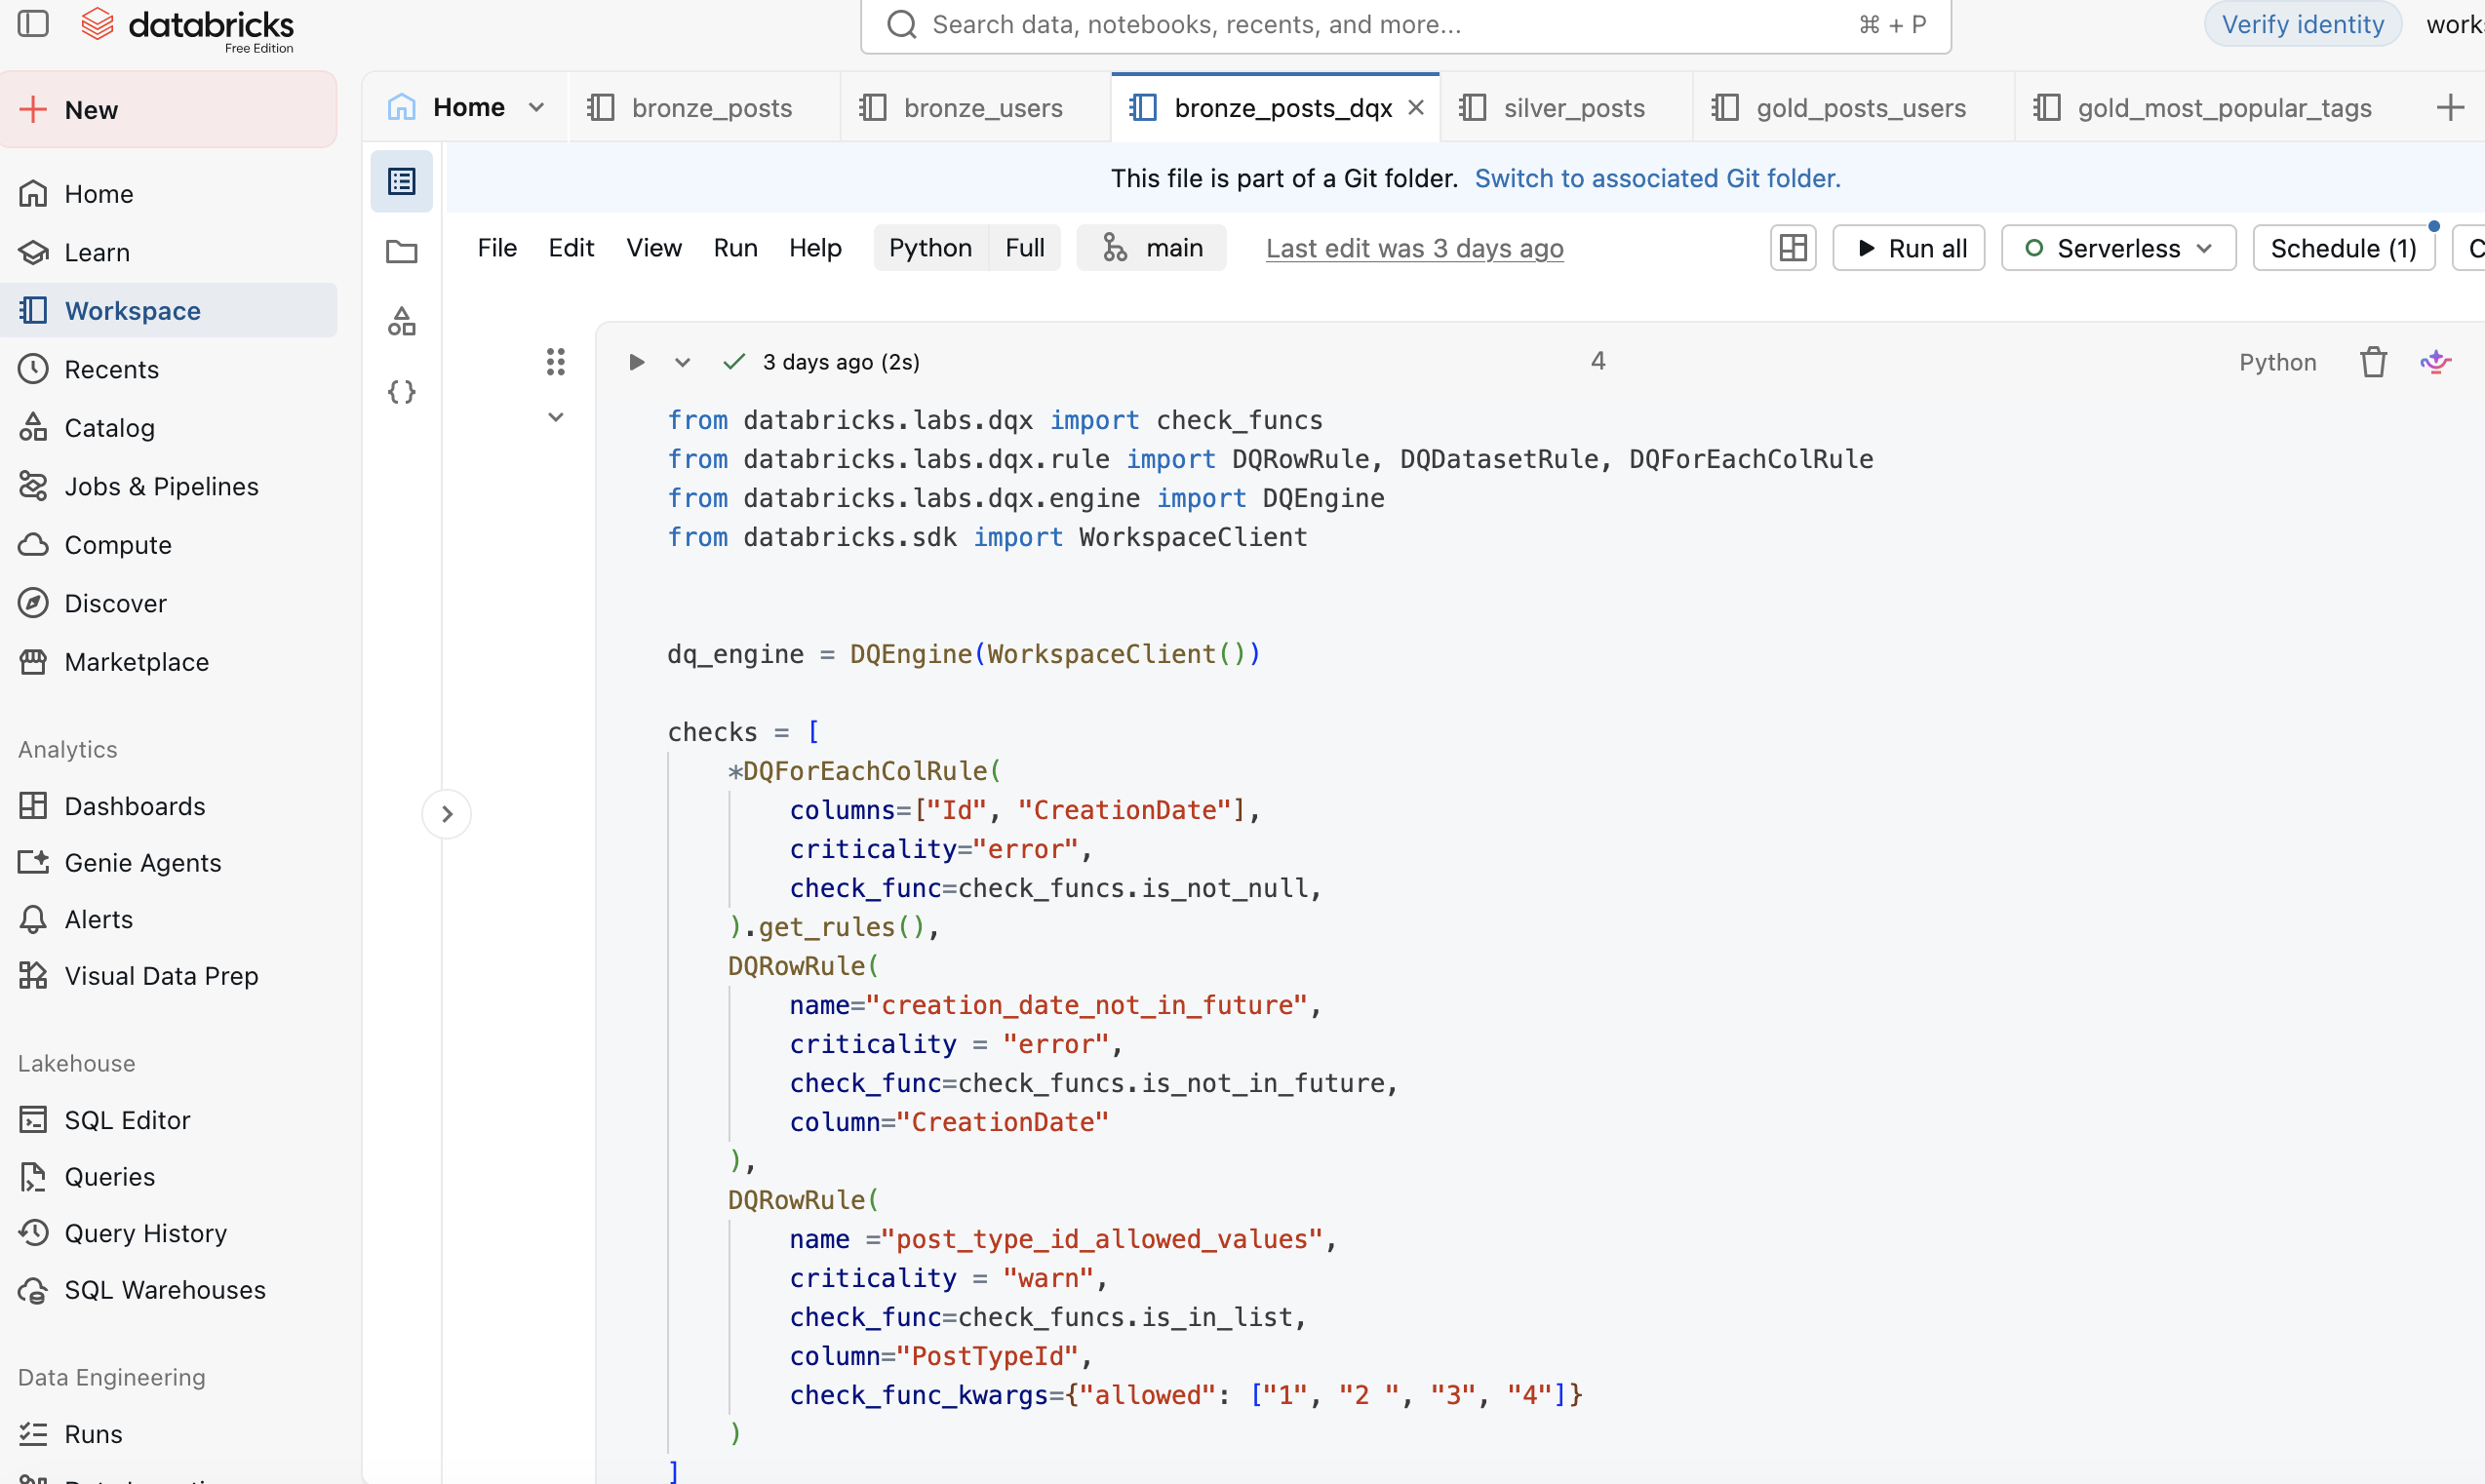 databricks
Free Edition
Search data, notebooks, recents, and more...
⌘ + P
Verify identity
New
Home
Learn
Workspace
Recents
Catalog
Jobs & Pipelines
Compute
Discover
Marketplace
Analytics
Dashboards
Genie Agents
Alerts
Visual Data Prep
Lakehouse
SQL Editor
Queries
Query History
SQL Warehouses
Data Engineering
Runs
Home
bronze_posts
bronze_users
bronze_posts_dqx
silver_posts
gold_posts_users
gold_most_popular_tags
This file is part of a Git folder. Switch to associated Git folder.
File Edit View Run Help Python Full main Last edit was 3 days ago
Run all
Serverless
Schedule (1)
3 days ago (2s)
4
Python
from databricks.labs.dqx import check_funcs
from databricks.labs.dqx.rule import DQRowRule, DQDatasetRule, DQForEachColRule
from databricks.labs.dqx.engine import DQEngine
from databricks.sdk import WorkspaceClient
dq_engine = DQEngine(WorkspaceClient())
checks = [
*DQForEachColRule(
columns=["Id", "CreationDate"],
criticality="error",
check_func=check_funcs.is_not_null,
).get_rules(),
DQRowRule(
name="creation_date_not_in_future",
criticality = "error",
check_func=check_funcs.is_not_in_future,
column="CreationDate"
),
DQRowRule(
name ="post_type_id_allowed_values",
criticality = "warn",
check_func=check_funcs.is_in_list,
column="PostTypeId",
check_func_kwargs={"allowed": ["1", "2 ", "3", "4"]}
)
]